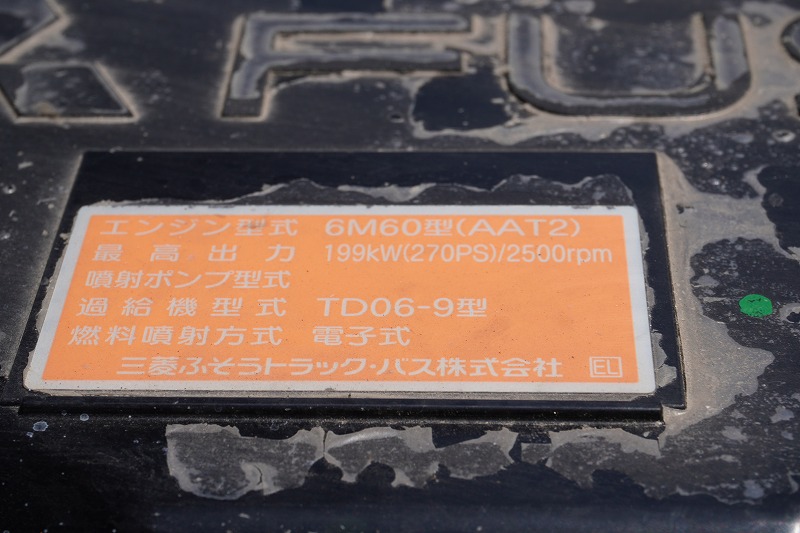 FUS
エンジン型式 6M60型(AAT2)
最高出力 199kW(270PS)/2500rpm
噴射ポンプ型式
過給機型式 TD06-9型
燃料噴射方式 電子式
三菱ふそうトラック・バス株式会社 EL